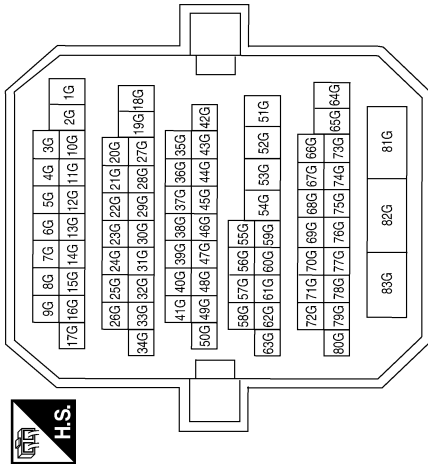 H.S.
9G 8G 7G 6G 5G 4G 3G
17G 16G 15G 14G 13G 12G 11G 10G 2G 1G
26G 25G 24G 23G 22G 21G 20G
34G 33G 32G 31G 30G 29G 28G 27G 19G 18G
41G 40G 39G 38G 37G 36G 35G
50G 49G 48G 47G 46G 45G 44G 43G 42G
58G 57G 56G 55G
63G 62G 61G 60G 59G 54G 53G 52G 51G
72G 71G 70G 69G 68G 67G 66G
80G 79G 78G 77G 76G 75G 74G 73G 65G 64G
83G 82G 81G